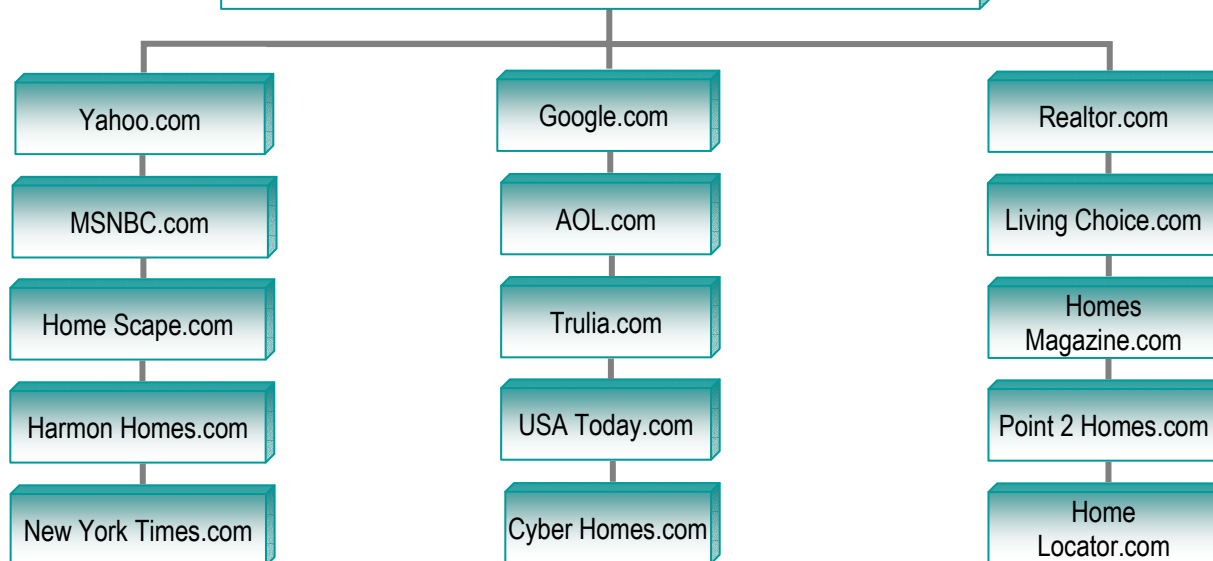 Yahoo.com
MSNBC.com
Home Scape.com
Harmon Homes.com
New York Times.com
Google.com
AOL.com
Trulia.com
USA Today.com
Cyber Homes.com
Realtor.com
Living Choice.com
Homes
Magazine.com
Point 2 Homes.com
Home
Locator.com